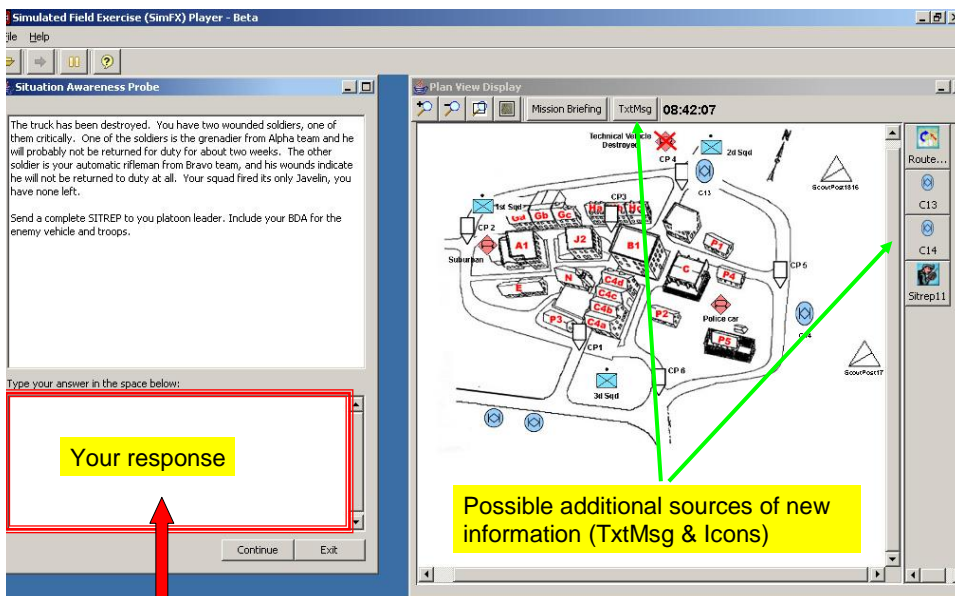 Simulated Field Exercise (SimFX) Player - Beta
File Help
Situation Awareness Probe
The truck has been destroyed. You have two wounded soldiers, one of
them critically. One of the soldiers is the grenadier from Alpha team and he
will probably not be returned for duty for about two weeks. The other
soldier is your automatic rifleman from Bravo team, and his wounds indicate
he will not be returned to duty at all. Your squad fired its only Javelin, you
have none left.
Send a complete SITREP to you platoon leader. Include your BDA for the
enemy vehicle and troops.
Type your answer in the space below:
Your response
Continue Exit
Plan View Display
Mission Briefing TxtMsg 08:42:07
Technical Vehicle
Destroyed
CP 4
2d Sqd
N
C13
ScoutPost1816
1st Sqd
CP3
CP 2
Ga Gb Gc
Ha
Hc
Suburban
A1
J2
B1
P1
C
P4
CP 5
E
N
C4d
C4c
C4b
C4a
P3
P2
Police car
P5
CP1
CP 6
3d Sqd
ScoutPost17
Route...
C13
C14
Sitrep11
Possible additional sources of new
information (TxtMsg & Icons)